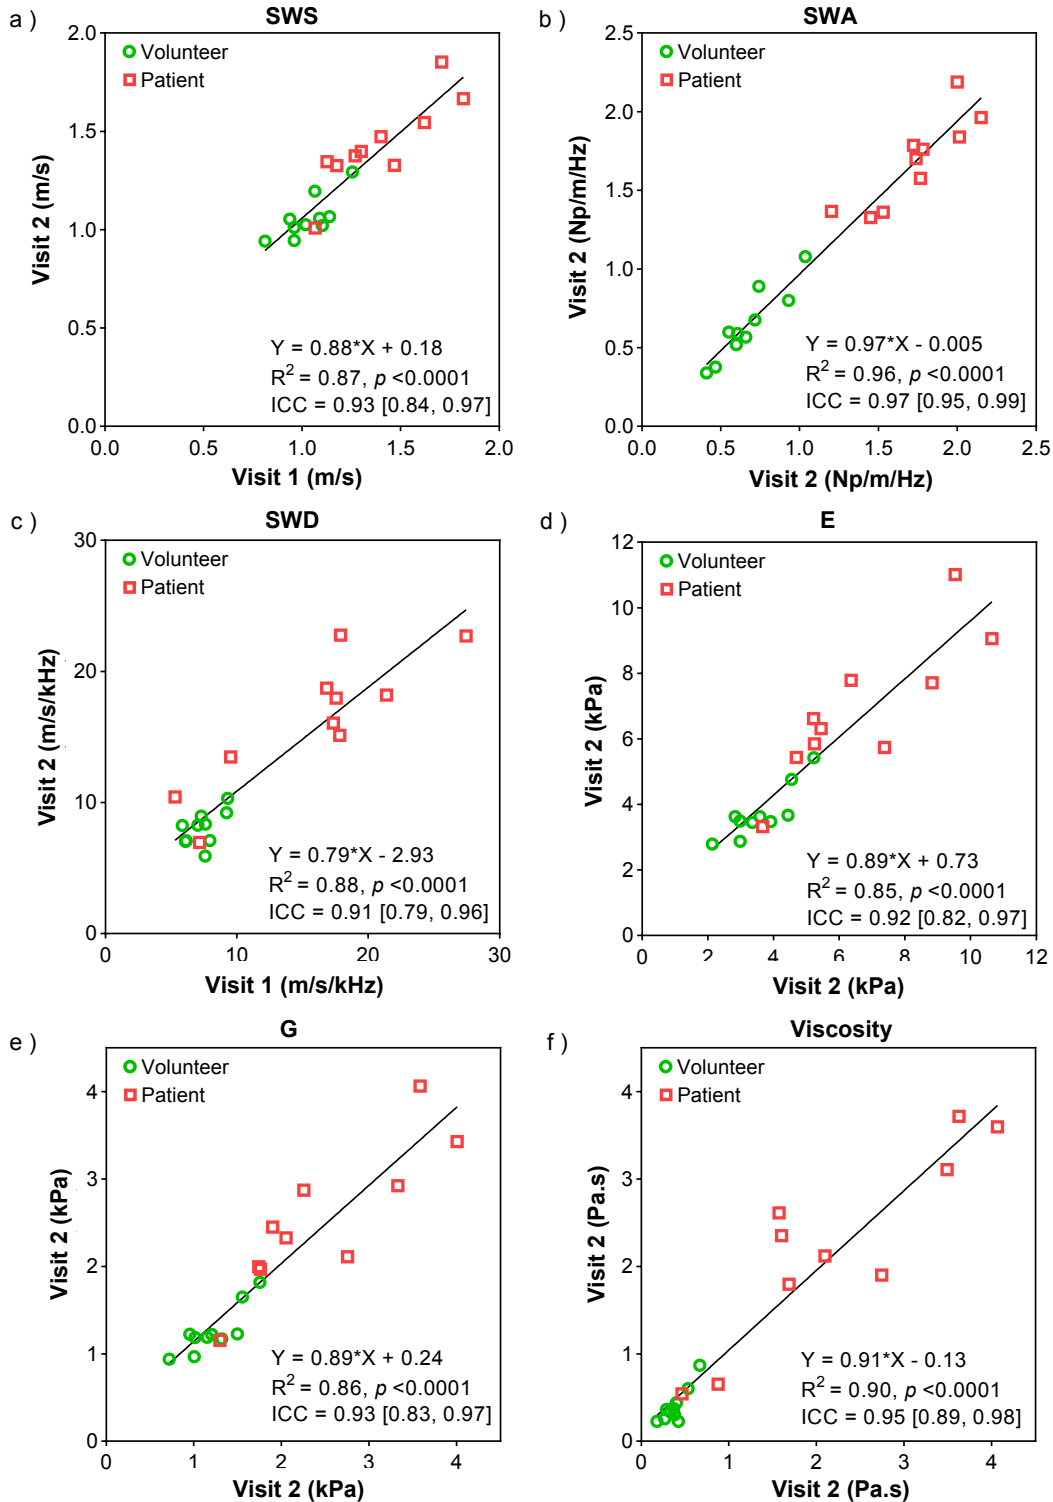 a )
SWS
2.0
1.5
1.0
0.5
0.0
Visit 2 (m/s)
Volunteer
Patient
Y = 0.88*X + 0.18
R² = 0.87, p <0.0001
ICC = 0.93 [0.84, 0.97]
0.0 0.5 1.0 1.5 2.0
Visit 1 (m/s)
b )
SWA
2.5
2.0
1.5
1.0
0.5
0.0
Visit 2 (Np/m/Hz)
Volunteer
Patient
Y = 0.97*X - 0.005
R² = 0.96, p <0.0001
ICC = 0.97 [0.95, 0.99]
0.0 0.5 1.0 1.5 2.0 2.5
Visit 2 (Np/m/Hz)
c )
SWD
30
20
10
0
Visit 2 (m/s/kHz)
Volunteer
Patient
Y = 0.79*X - 2.93
R² = 0.88, p <0.0001
ICC = 0.91 [0.79, 0.96]
0 10 20 30
Visit 1 (m/s/kHz)
d )
E
12
10
8
6
4
2
0
Visit 2 (kPa)
Volunteer
Patient
Y = 0.89*X + 0.73
R² = 0.85, p <0.0001
ICC = 0.92 [0.82, 0.97]
0 2 4 6 8 10 12
Visit 2 (kPa)
e )
G
4
3
2
1
0
Visit 2 (kPa)
Volunteer
Patient
Y = 0.89*X + 0.24
R² = 0.86, p <0.0001
ICC = 0.93 [0.83, 0.97]
0 1 2 3 4
Visit 2 (kPa)
f )
Viscosity
4
3
2
1
0
Visit 2 (Pa.s)
Volunteer
Patient
Y = 0.91*X - 0.13
R² = 0.90, p <0.0001
ICC = 0.95 [0.89, 0.98]
0 1 2 3 4
Visit 2 (Pa.s)